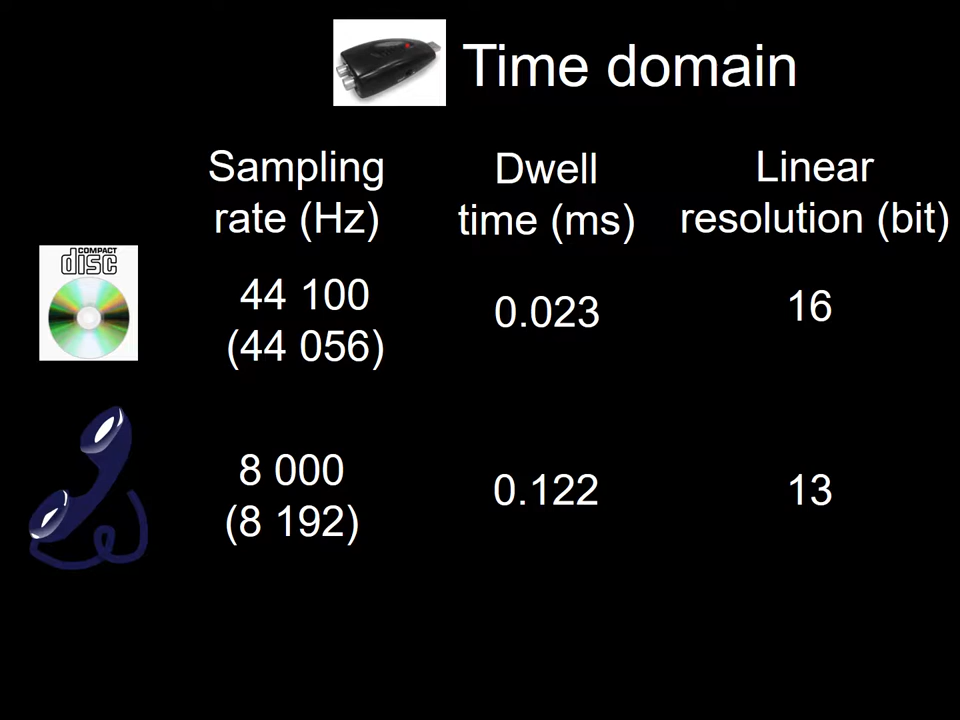 Time domain
Sampling
rate (Hz)
Dwell
time (ms)
Linear
resolution (bit)
COMPACT
disc
44 100
(44 056)
0.023
16
8 000
(8 192)
0.122
13